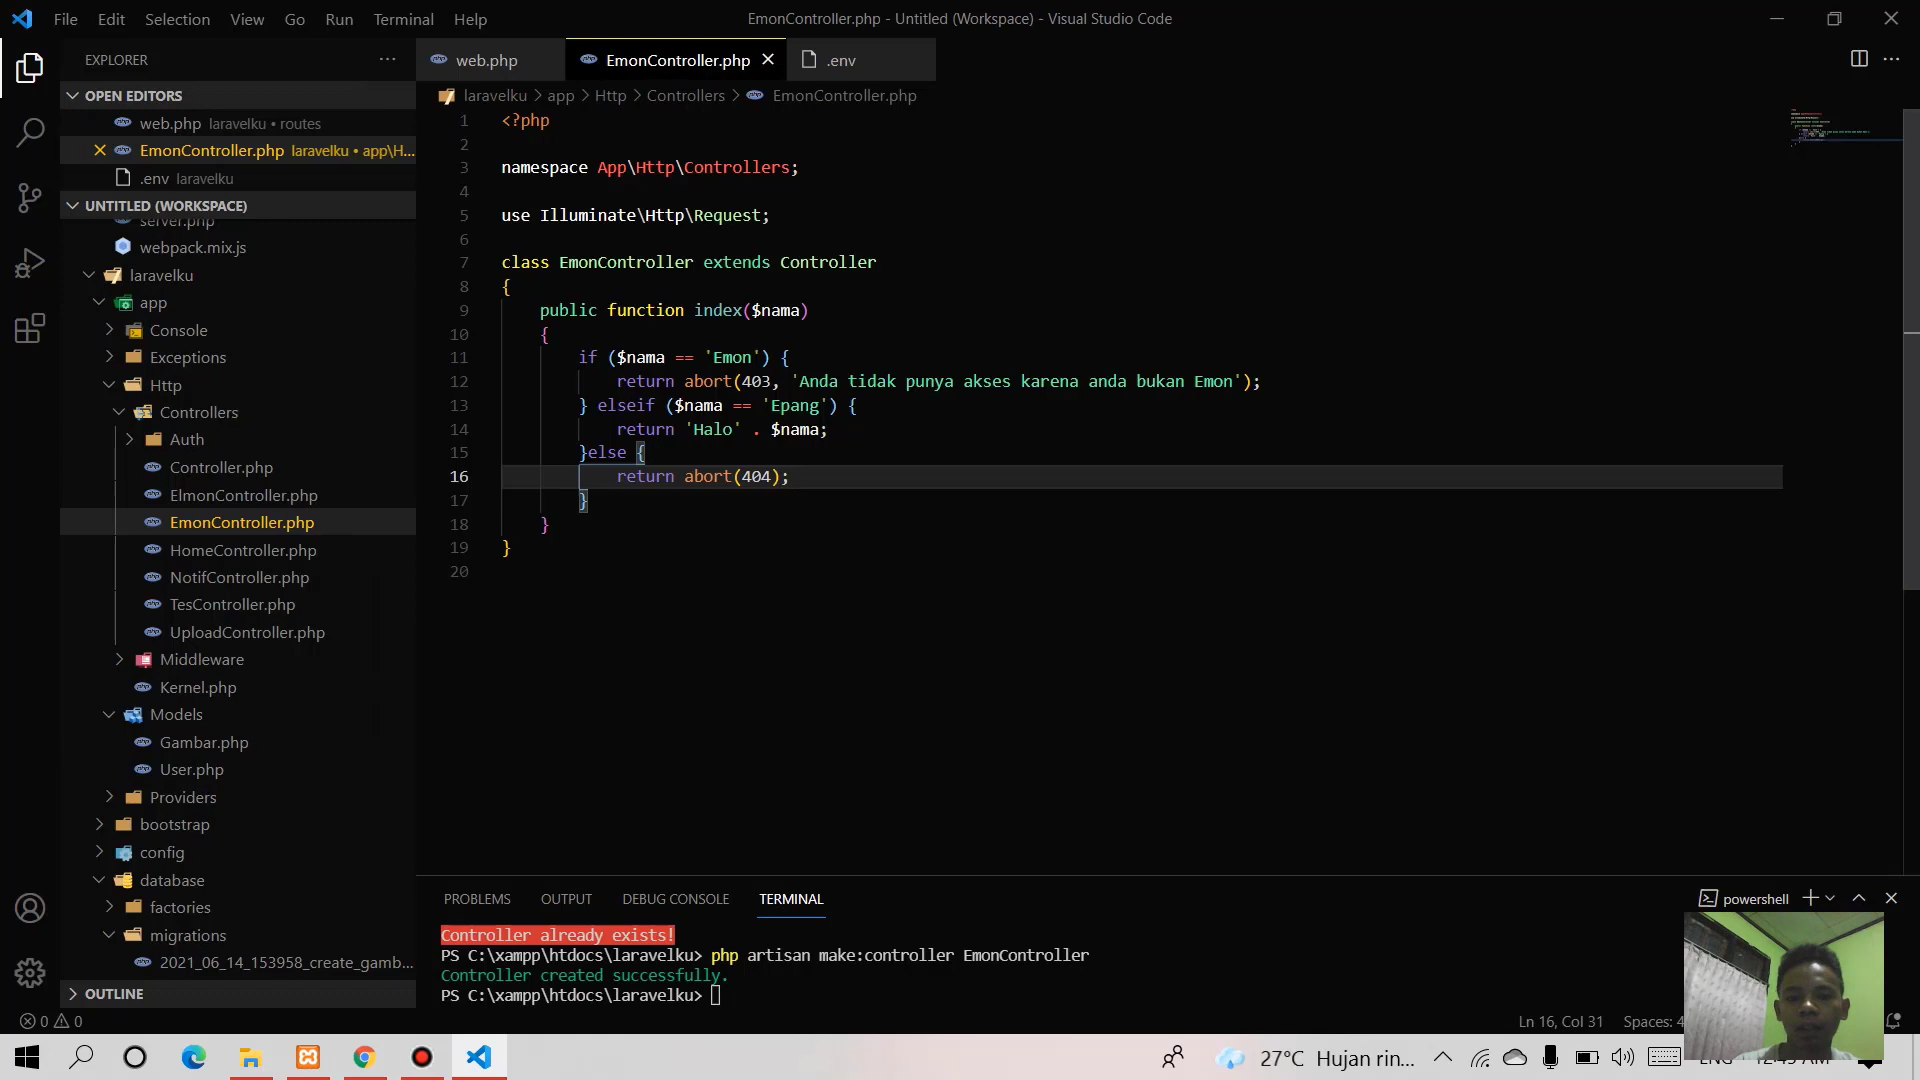 File Edit Selection View Go Run Terminal Help
EmonController.php - Untitled (Workspace) - Visual Studio Code
EXPLORER
OPEN EDITORS
web.php laravelku • routes
EmonController.php laravelku • app\H...
.env laravelku
UNTITLED (WORKSPACE)
server.php
webpack.mix.js
laravelku
app
Console
Exceptions
Http
Controllers
Auth
Controller.php
ElmonController.php
EmonController.php
HomeController.php
NotifController.php
TesController.php
UploadController.php
Middleware
Kernel.php
Models
Gambar.php
User.php
Providers
bootstrap
config
database
factories
migrations
2021_06_14_153958_create_gamb...
OUTLINE
web.php
EmonController.php
.env
laravelku > app > Http > Controllers > EmonController.php
1 <?php
2
3 namespace App\Http\Controllers;
4
5 use Illuminate\Http\Request;
6
7 class EmonController extends Controller
8 {
9 public function index($nama)
10 {
11 if ($nama == 'Emon') {
12 return abort(403, 'Anda tidak punya akses karena anda bukan Emon');
13 } elseif ($nama == 'Epang') {
14 return 'Halo' . $nama;
15 }else {
16 return abort(404);
17 }
18 }
19 }
20
PROBLEMS OUTPUT DEBUG CONSOLE TERMINAL
powershell
Controller already exists!
PS C:\xampp\htdocs\laravelku> php artisan make:controller EmonController
Controller created successfully.
PS C:\xampp\htdocs\laravelku>
0 0
Ln 16, Col 31 Spaces: 4
27°C Hujan rin...